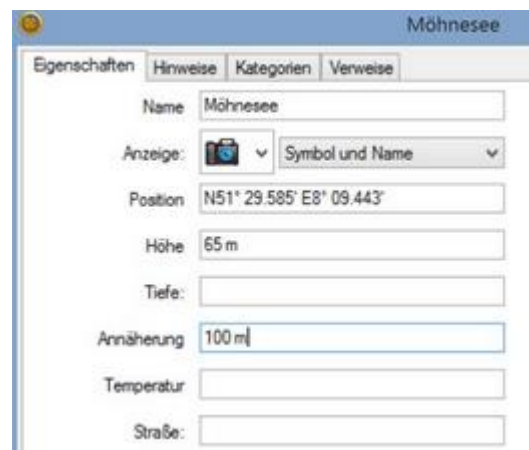 Möhnesee
Eigenschaften Hinweise Kategorien Verweise
Name Möhnesee
Anzeige: Symbol und Name
Position N51° 29.585' E8° 09.443'
Höhe 65 m
Tiefe:
Annäherung 100 m
Temperatur
Straße: